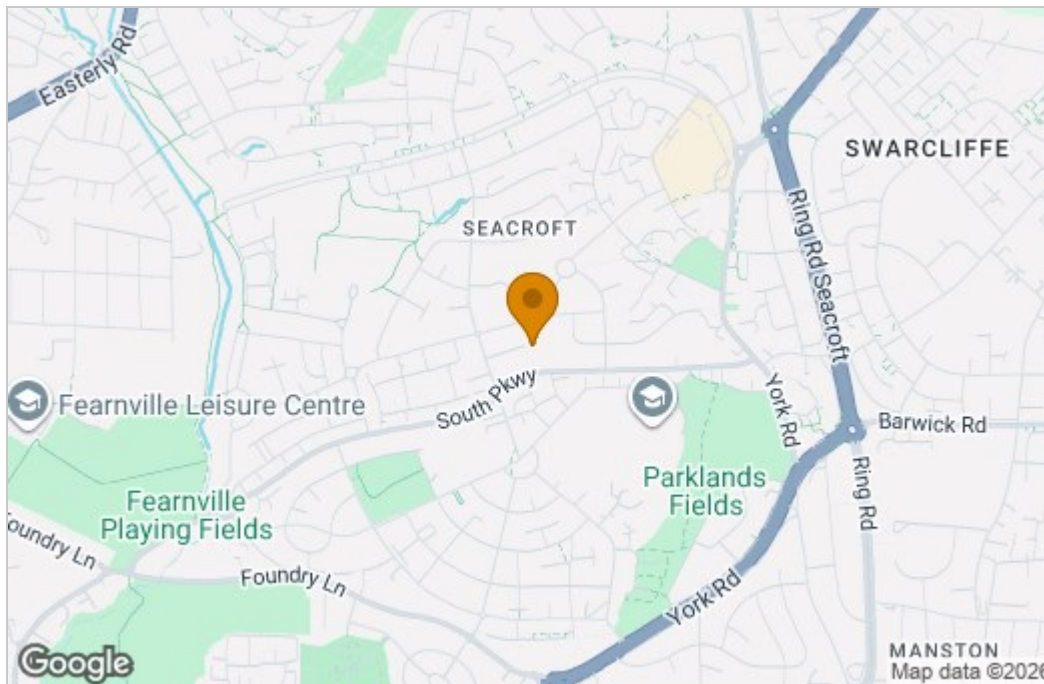 Easterly Rd
SWARCLIFFE
SEACROFT
Ring Rd Seacroft
South Pkwy
Fearnville Leisure Centre
York Rd
Barwick Rd
Parklands
Fields
Fearnville
Playing Fields
Ring Rd
Foundry Ln
Foundry Ln
York Rd
MANSTON
Google
Map data ©2026